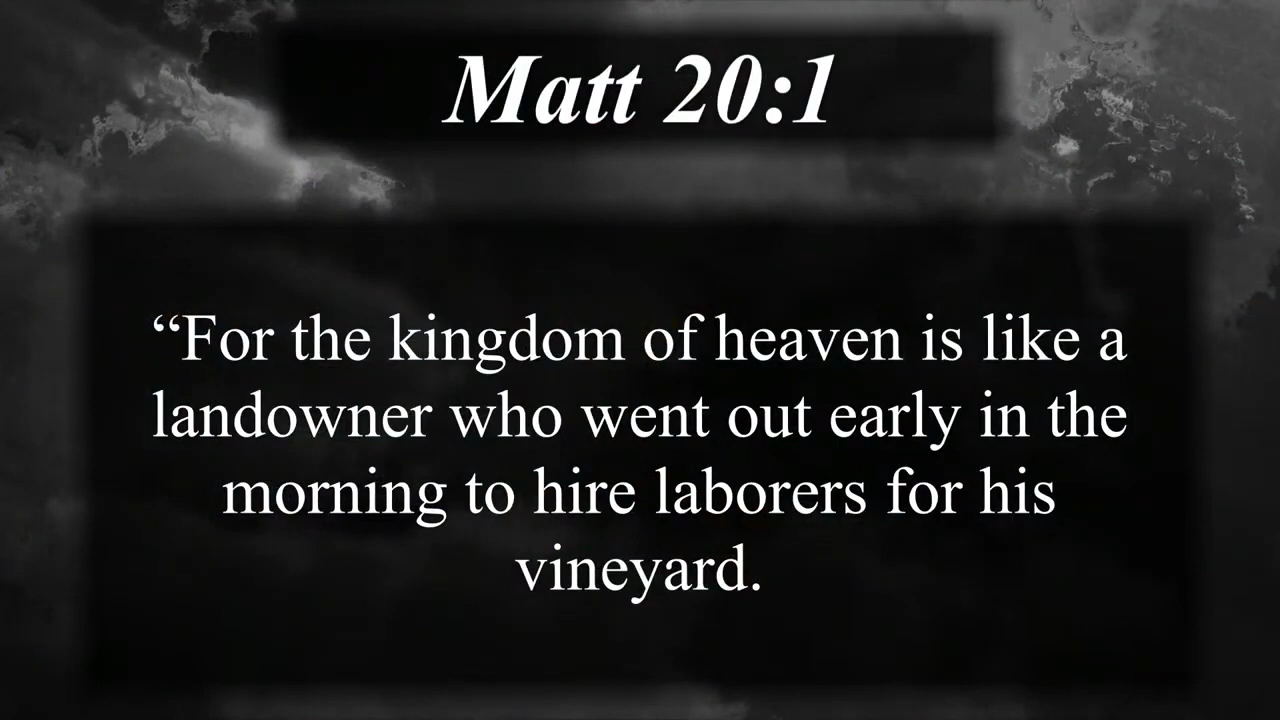 Matt 20:1
“For the kingdom of heaven is like a
landowner who went out early in the
morning to hire laborers for his
vineyard.